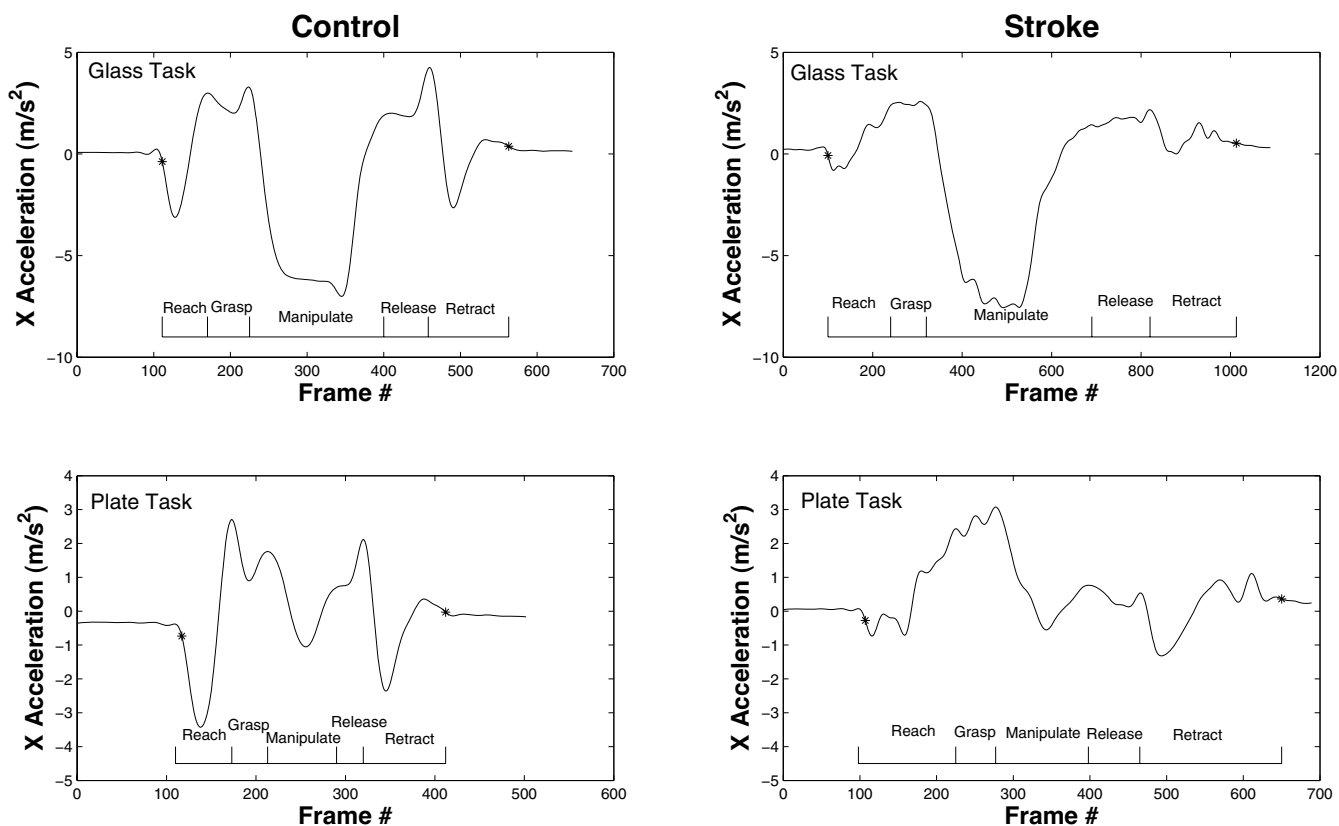 Control
Glass Task
X Acceleration (m/s²)
5
0
−5
−10
Reach
Grasp
Manipulate
Release
Retract
0 100 200 300 400 500 600 700
Frame #
Stroke
Glass Task
X Acceleration (m/s²)
5
0
−5
−10
Reach
Grasp
Manipulate
Release
Retract
0 200 400 600 800 1000 1200
Frame #
Plate Task
X Acceleration (m/s²)
4
3
2
1
0
−1
−2
−3
−4
−5
Reach
Grasp
Manipulate
Release
Retract
0 100 200 300 400 500 600
Frame #
Plate Task
X Acceleration (m/s²)
4
3
2
1
0
−1
−2
−3
−4
−5
Reach
Grasp
Manipulate
Release
Retract
0 100 200 300 400 500 600 700
Frame #